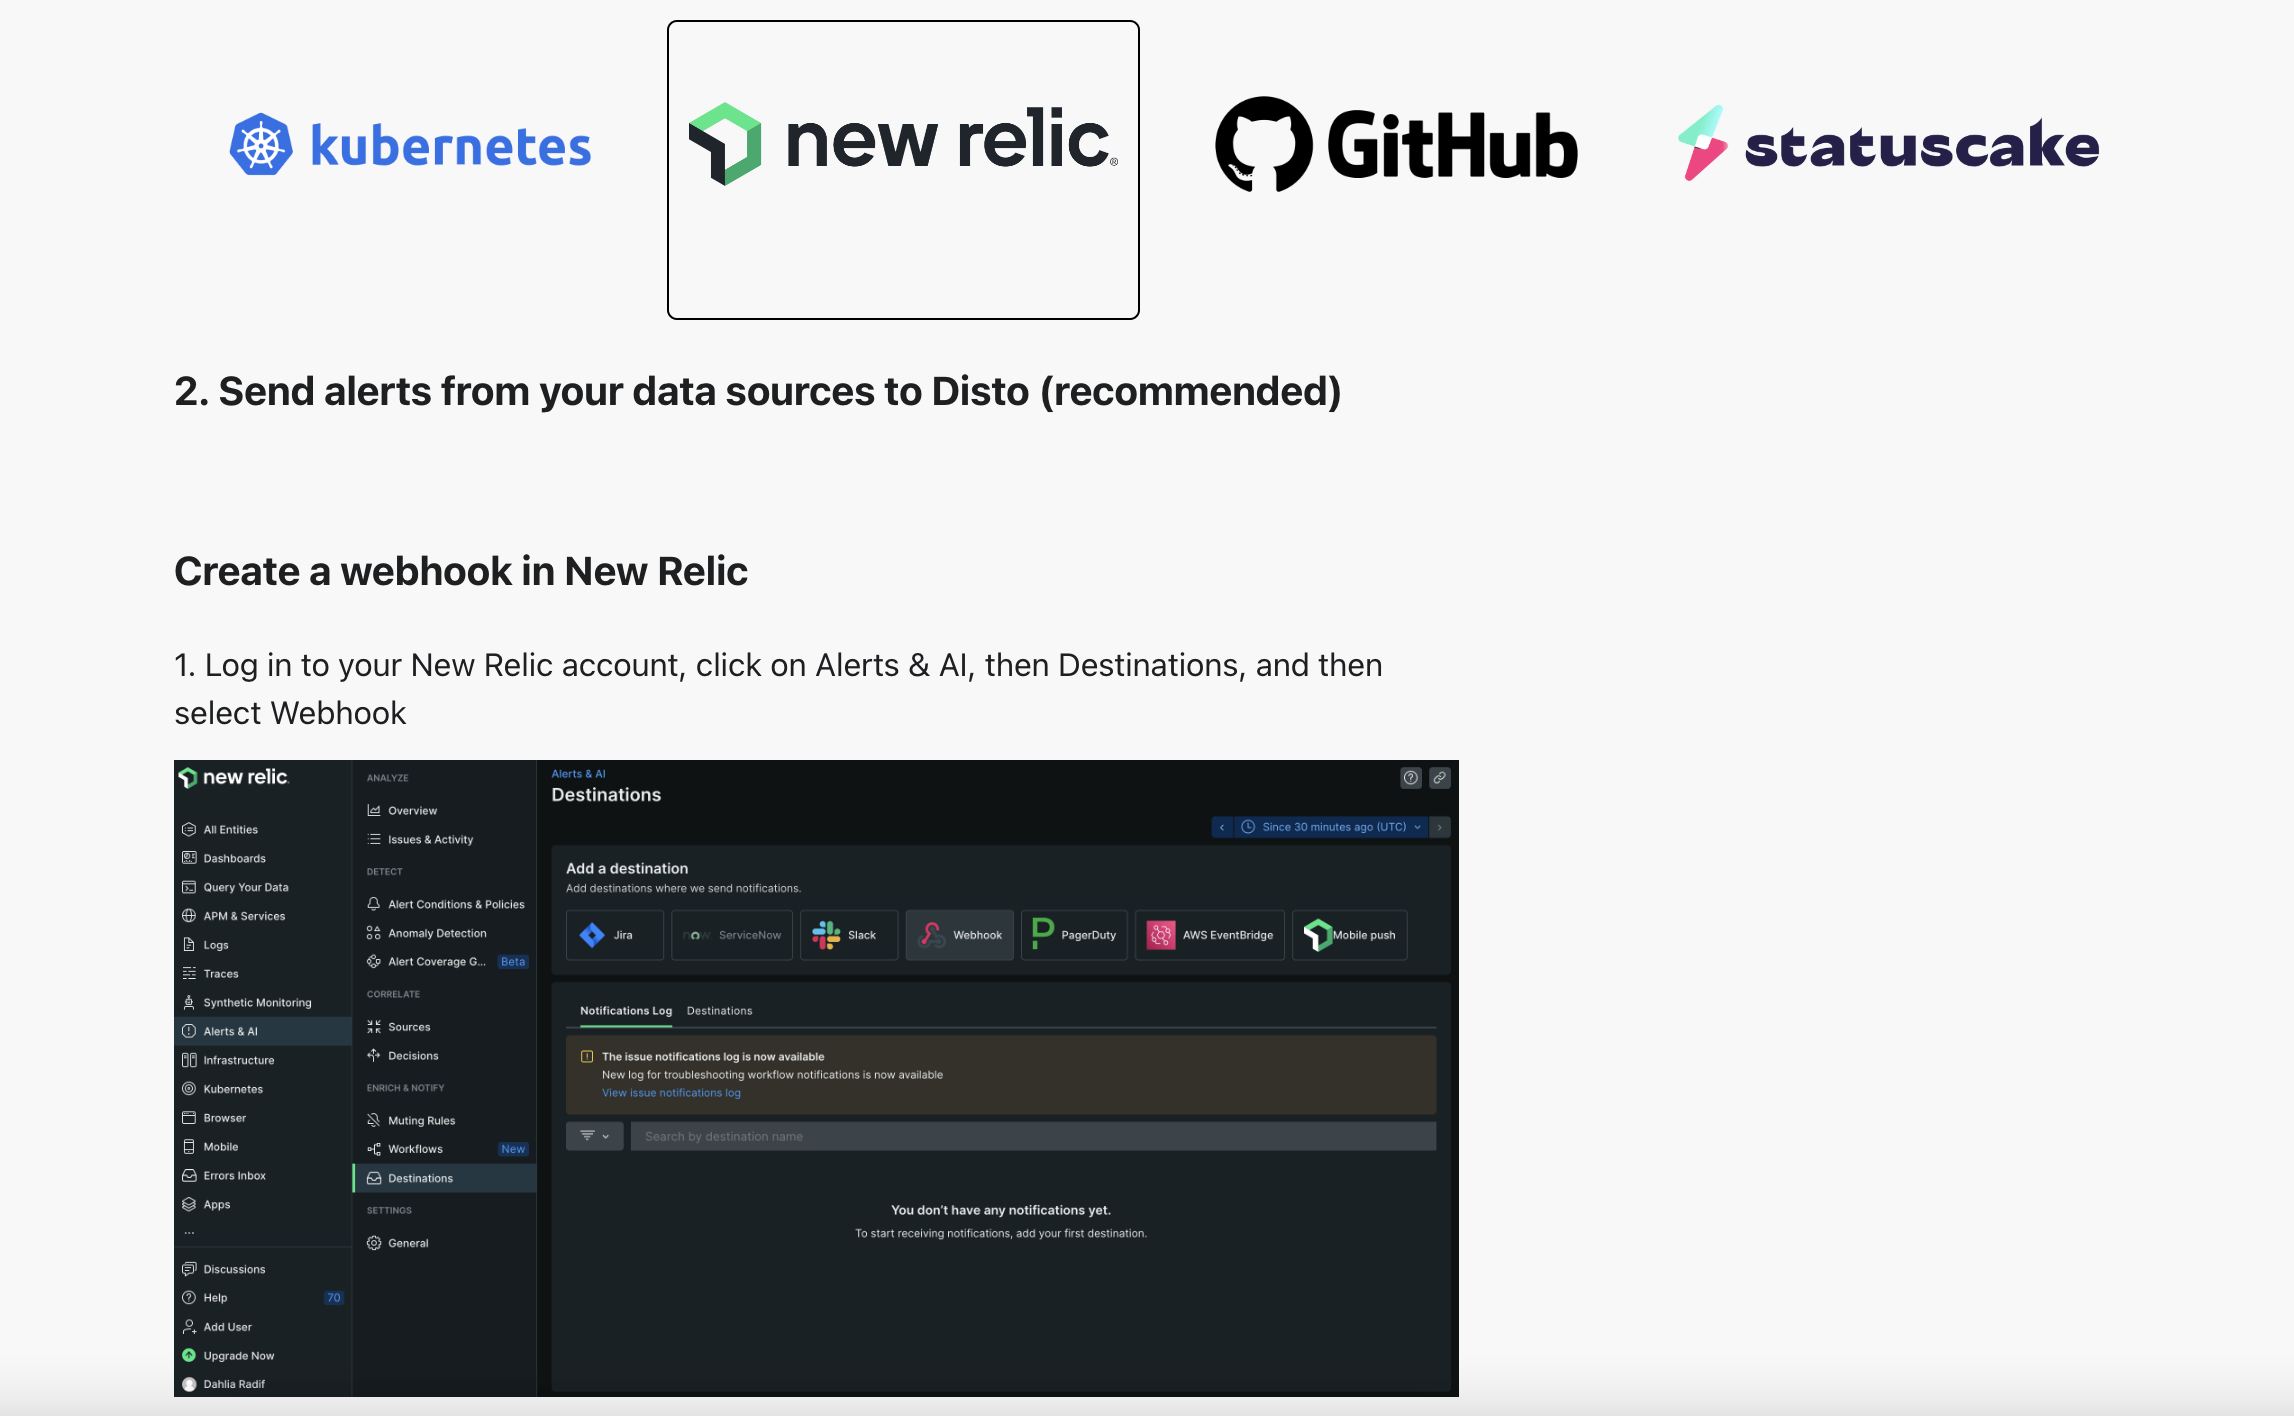 kubernetes
new relic®
GitHub
statuscake
2. Send alerts from your data sources to Disto (recommended)
Create a webhook in New Relic
1. Log in to your New Relic account, click on Alerts & AI, then Destinations, and then
select Webhook
new relic.
All Entities
Dashboards
Query Your Data
APM & Services
Logs
Traces
Synthetic Monitoring
Alerts & AI
Infrastructure
Kubernetes
Browser
Mobile
Errors Inbox
Apps
...
Discussions
Help 70
Add User
Upgrade Now
Dahlia Radif
ANALYZE
Overview
Issues & Activity
DETECT
Alert Conditions & Policies
Anomaly Detection
Alert Coverage G... Beta
CORRELATE
Sources
Decisions
ENRICH & NOTIFY
Muting Rules
Workflows New
Destinations
SETTINGS
General
Alerts & AI
Destinations
Since 30 minutes ago (UTC)
Add a destination
Add destinations where we send notifications.
Jira
now ServiceNow
Slack
Webhook
PagerDuty
AWS EventBridge
Mobile push
Notifications Log Destinations
The issue notifications log is now available
New log for troubleshooting workflow notifications is now available
View issue notifications log
Search by destination name
You don't have any notifications yet.
To start receiving notifications, add your first destination.